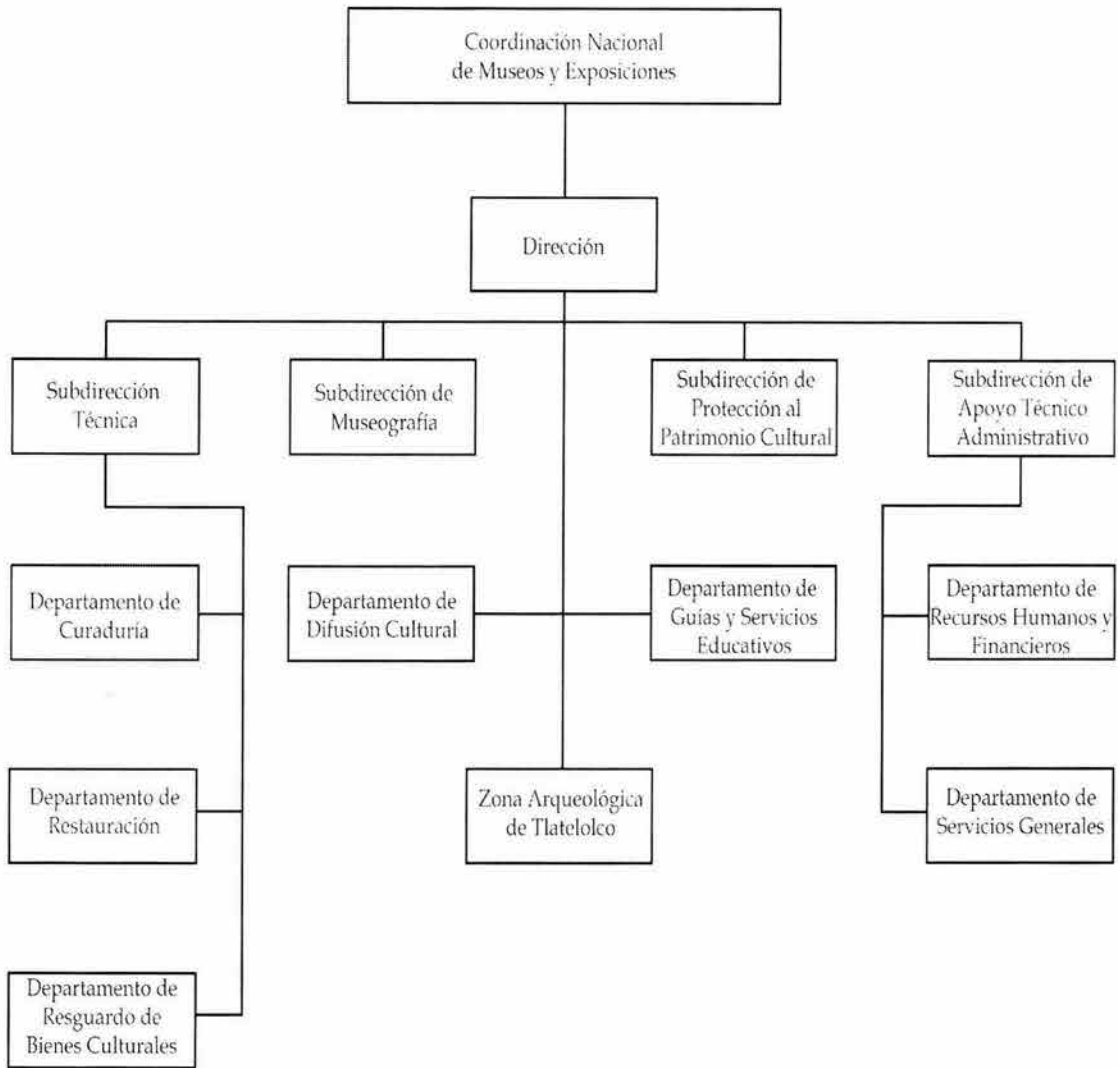 Coordinación Nacional
de Museos y Exposiciones
Dirección
Subdirección
Técnica
Subdirección de
Museografía
Subdirección de
Protección al
Patrimonio Cultural
Subdirección de
Apoyo Técnico
Administrativo
Departamento de
Curaduría
Departamento de
Difusión Cultural
Departamento de
Guías y Servicios
Educativos
Departamento de
Recursos Humanos y
Financieros
Departamento de
Restauración
Zona Arqueológica
de Tlatelolco
Departamento de
Servicios Generales
Departamento de
Resguardo de
Bienes Culturales